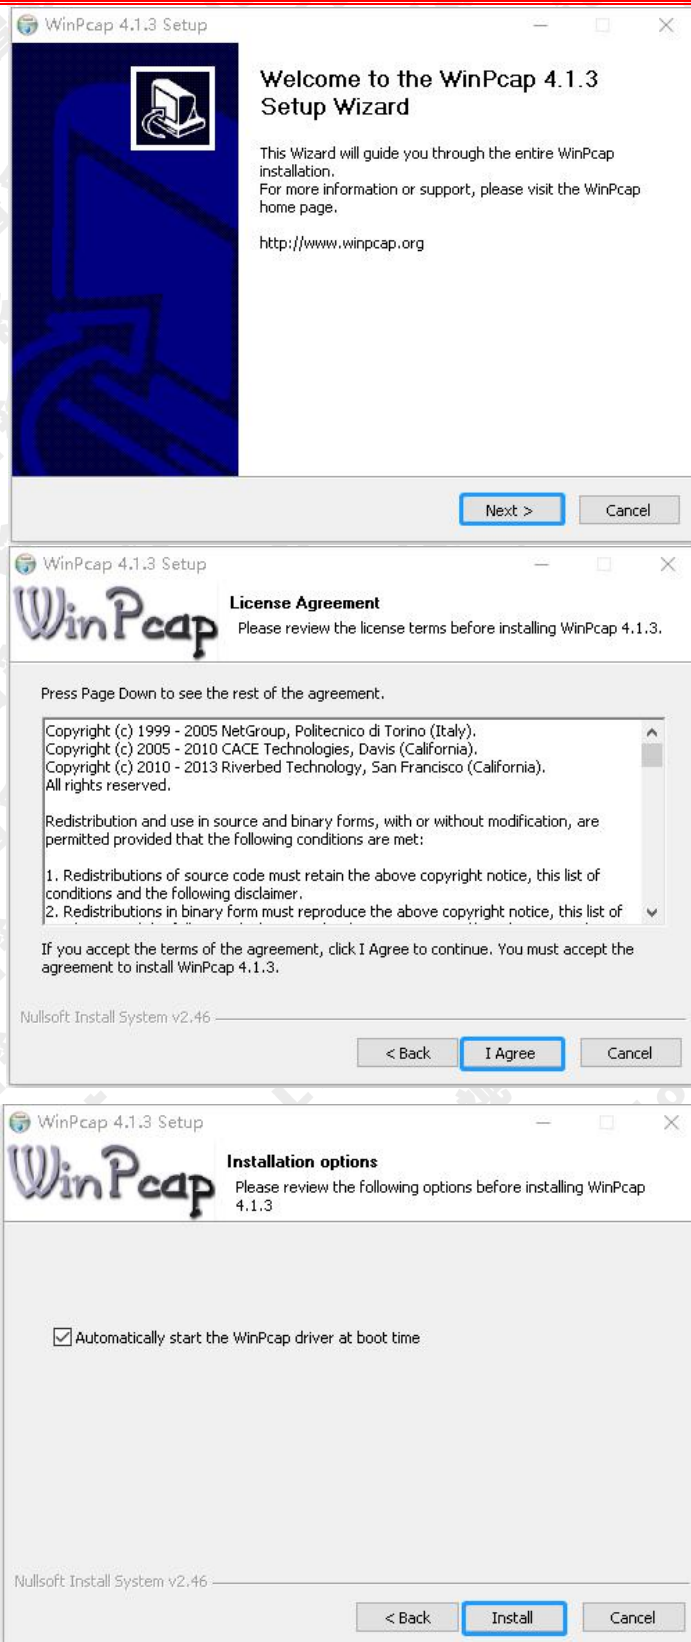 WinPcap 4.1.3 Setup
Welcome to the WinPcap 4.1.3
Setup Wizard
This Wizard will guide you through the entire WinPcap
installation.
For more information or support, please visit the WinPcap
home page.
http://www.winpcap.org
Next >
Cancel
WinPcap 4.1.3 Setup
WinPcap
License Agreement
Please review the license terms before installing WinPcap 4.1.3.
Press Page Down to see the rest of the agreement.
Copyright (c) 1999 - 2005 NetGroup, Politecnico di Torino (Italy).
Copyright (c) 2005 - 2010 CACE Technologies, Davis (California).
Copyright (c) 2010 - 2013 Riverbed Technology, San Francisco (California).
All rights reserved.
Redistribution and use in source and binary forms, with or without modification, are
permitted provided that the following conditions are met:
1. Redistributions of source code must retain the above copyright notice, this list of
conditions and the following disclaimer.
2. Redistributions in binary form must reproduce the above copyright notice, this list of
If you accept the terms of the agreement, click I Agree to continue. You must accept the
agreement to install WinPcap 4.1.3.
Nullsoft Install System v2.46
< Back
I Agree
Cancel
WinPcap 4.1.3 Setup
WinPcap
Installation options
Please review the following options before installing WinPcap
4.1.3
Automatically start the WinPcap driver at boot time
Nullsoft Install System v2.46
< Back
Install
Cancel